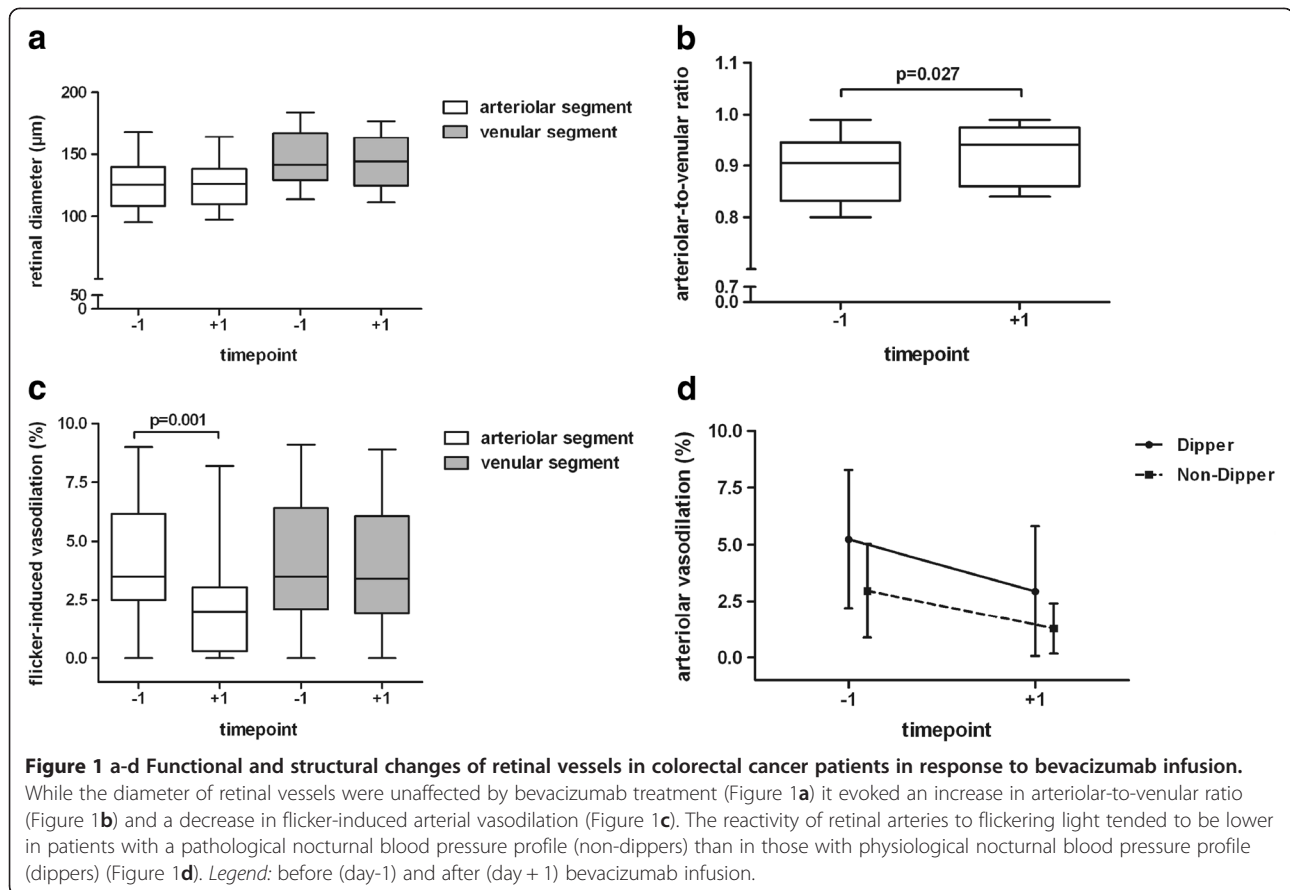 a
retinal diameter (µm)
200
150
100
50
0
-1
+1
-1
+1
timepoint
arteriolar segment
venular segment
b
arteriolar-to-venular ratio
1.1
1.0
0.9
0.8
0.7
0.0
p=0.027
-1
+1
timepoint
c
flicker-induced vasodilation (%)
10.0
7.5
5.0
2.5
0.0
p=0.001
-1
+1
-1
+1
timepoint
arteriolar segment
venular segment
d
arteriolar vasodilation (%)
10.0
7.5
5.0
2.5
0.0
-1
+1
timepoint
Dipper
Non-Dipper
Figure 1 a-d Functional and structural changes of retinal vessels in colorectal cancer patients in response to bevacizumab infusion.
While the diameter of retinal vessels were unaffected by bevacizumab treatment (Figure 1a) it evoked an increase in arteriolar-to-venular ratio
(Figure 1b) and a decrease in flicker-induced arterial vasodilation (Figure 1c). The reactivity of retinal arteries to flickering light tended to be lower
in patients with a pathological nocturnal blood pressure profile (non-dippers) than in those with physiological nocturnal blood pressure profile
(dippers) (Figure 1d). Legend: before (day-1) and after (day + 1) bevacizumab infusion.